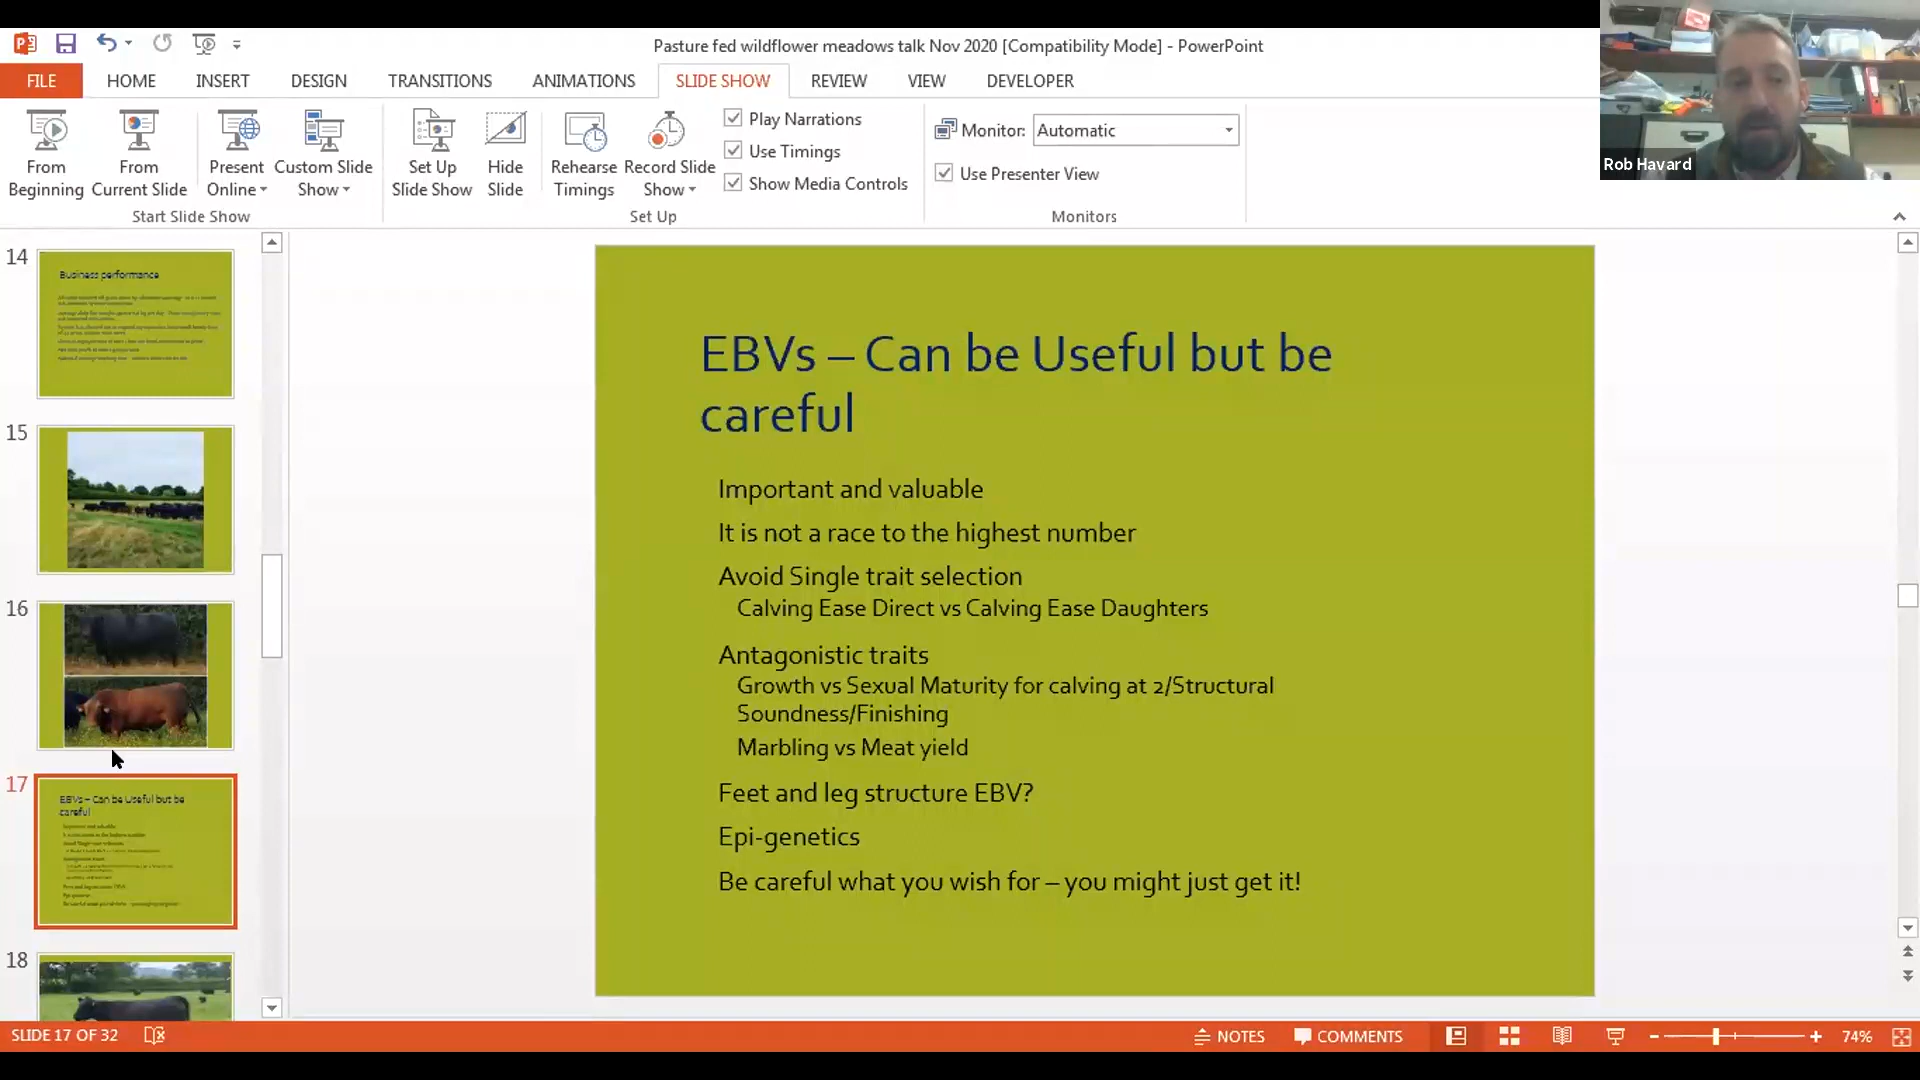 Pasture fed wildflower meadows talk Nov 2020 [Compatibility Mode] - PowerPoint
FILE HOME INSERT DESIGN TRANSITIONS ANIMATIONS SLIDE SHOW REVIEW VIEW DEVELOPER
From Beginning
From Current Slide
Present Online
Custom Slide Show
Start Slide Show
Set Up Slide Show
Hide Slide
Rehearse Timings
Record Slide Show
Play Narrations
Use Timings
Show Media Controls
Set Up
Monitor: Automatic
Use Presenter View
Monitors
Rob Havard
14
Business performance
15
16
17
EBVs – Can be Useful but be
careful
18
EBVs – Can be Useful but be
careful
Important and valuable
It is not a race to the highest number
Avoid Single trait selection
Calving Ease Direct vs Calving Ease Daughters
Antagonistic traits
Growth vs Sexual Maturity for calving at 2/Structural
Soundness/Finishing
Marbling vs Meat yield
Feet and leg structure EBV?
Epi-genetics
Be careful what you wish for – you might just get it!
SLIDE 17 OF 32 NOTES COMMENTS 74%